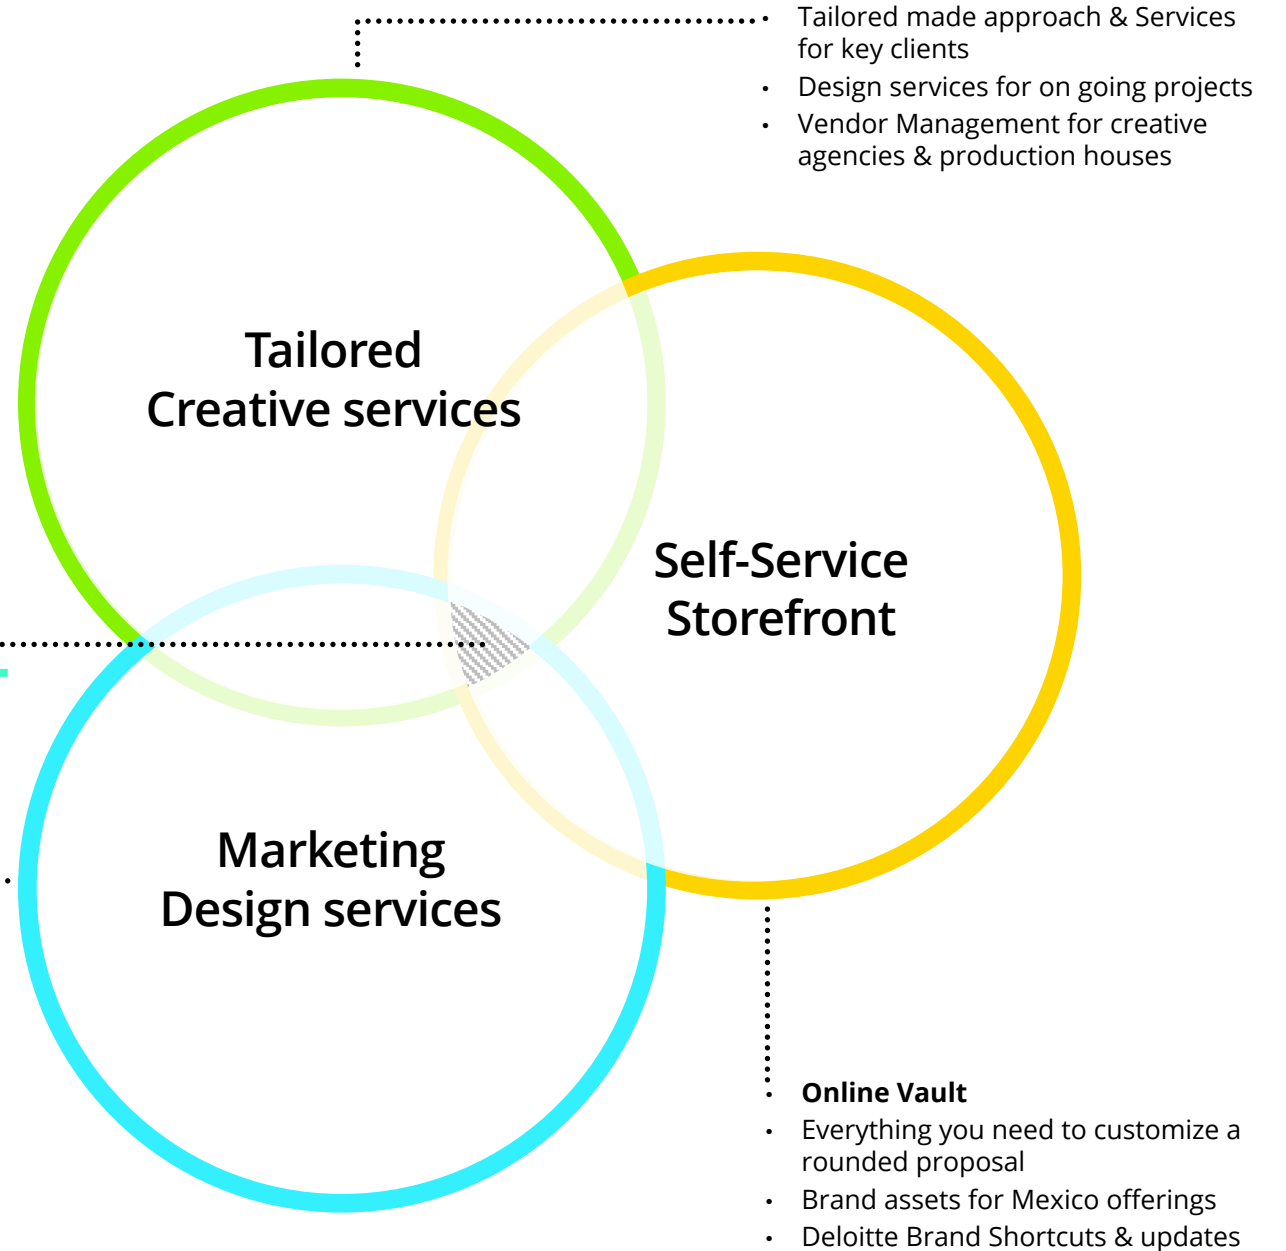 • Tailored made approach & Services
for key clients
• Design services for on going projects
• Vendor Management for creative
agencies & production houses
Tailored
Creative services
Self-Service
Storefront
Marketing
Design services
• Online Vault
• Everything you need to customize a
rounded proposal
• Brand assets for Mexico offerings
• Deloitte Brand Shortcuts & updates